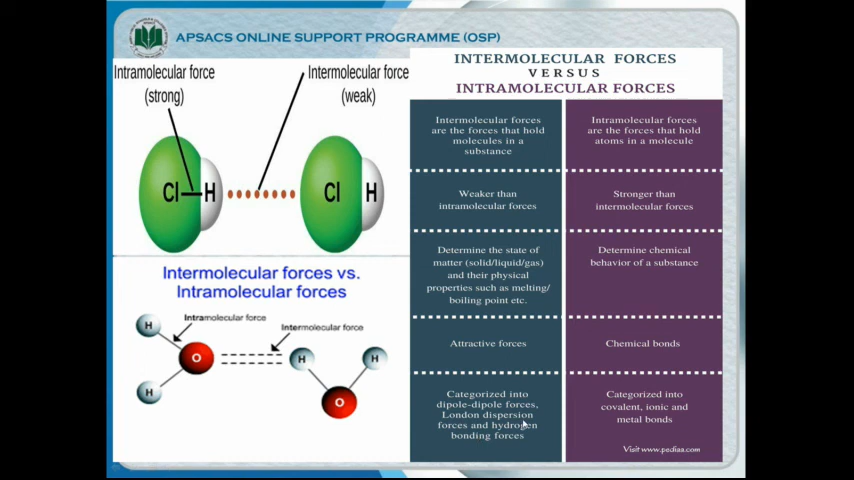 APSACS ONLINE SUPPORT PROGRAMME (OSP)
Intramolecular force
(strong)
Intermolecular force
(weak)
Cl
H
Cl
H
Intermolecular forces vs.
Intramolecular forces
Intramolecular force
Intermolecular force
H
O
H
H
H
O
INTERMOLECULAR FORCES
VERSUS
INTRAMOLECULAR FORCES
Intermolecular forces
are the forces that hold
molecules in a
substance
Intramolecular forces
are the forces that hold
atoms in a molecule
Weaker than
intramolecular forces
Stronger than
intermolecular forces
Determine the state of
matter (solid/liquid/gas)
and their physical
properties such as melting/
boiling point etc.
Determine chemical
behavior of a substance
Attractive forces
Chemical bonds
Categorized into
dipole-dipole forces,
London dispersion
forces and hydrogen
bonding forces
Categorized into
covalent, ionic and
metal bonds
Visit www.pediaa.com